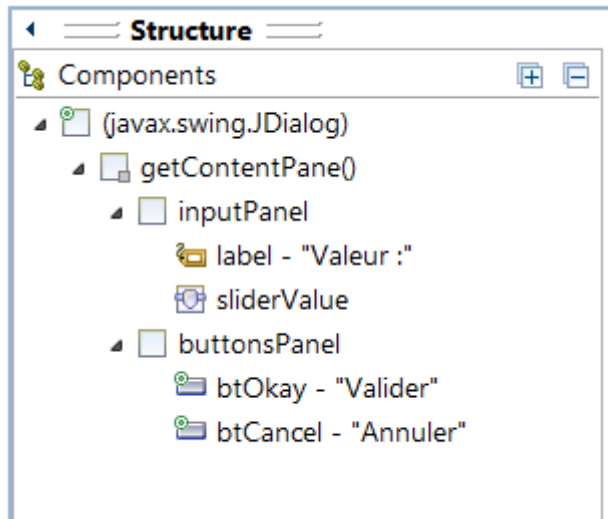 Structure
Components
(javax.swing.JDialog)
getContentPane()
inputPanel
label - "Valeur :"
sliderValue
buttonsPanel
btOkay - "Valider"
btCancel - "Annuler"